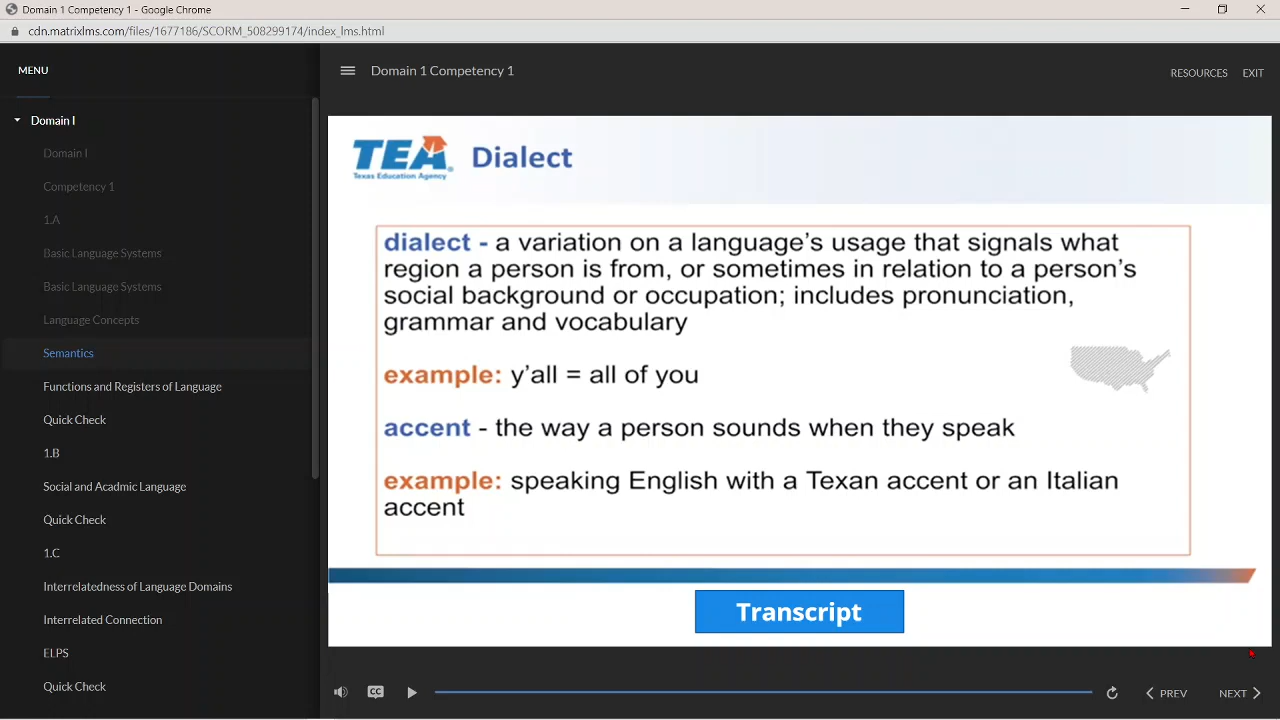 Domain 1 Competency 1 - Google Chrome
cdn.matrixlms.com/files/1677186/SCORM_508299174/index_lms.html
MENU
Domain 1 Competency 1
RESOURCES
EXIT
Domain I
Domain I
Competency 1
1.A
Basic Language Systems
Basic Language Systems
Language Concepts
Semantics
Functions and Registers of Language
Quick Check
1.B
Social and Acadmic Language
Quick Check
1.C
Interrelatedness of Language Domains
Interrelated Connection
ELPS
Quick Check
TEA
Texas Education Agency
Dialect
dialect - a variation on a language's usage that signals what
region a person is from, or sometimes in relation to a person's
social background or occupation; includes pronunciation,
grammar and vocabulary
example: y'all = all of you
accent - the way a person sounds when they speak
example: speaking English with a Texan accent or an Italian
accent
Transcript
CC
PREV
NEXT